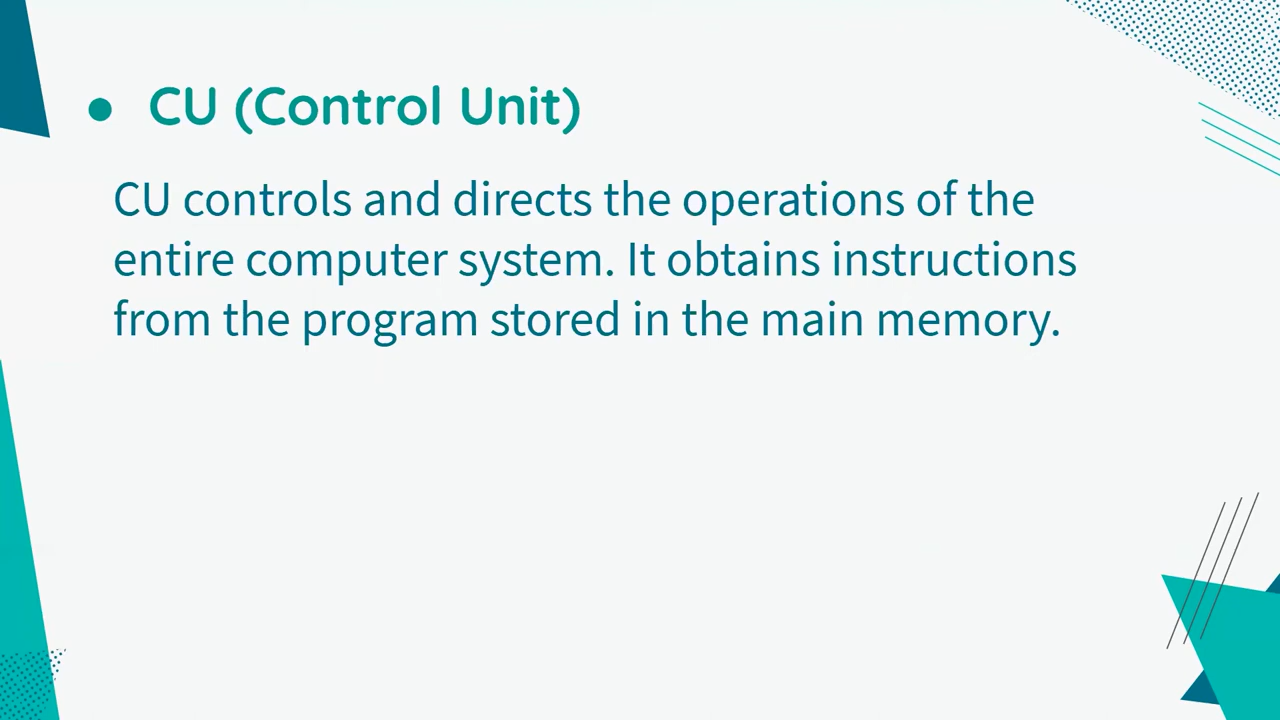 ● CU (Control Unit)
CU controls and directs the operations of the
entire computer system. It obtains instructions
from the program stored in the main memory.